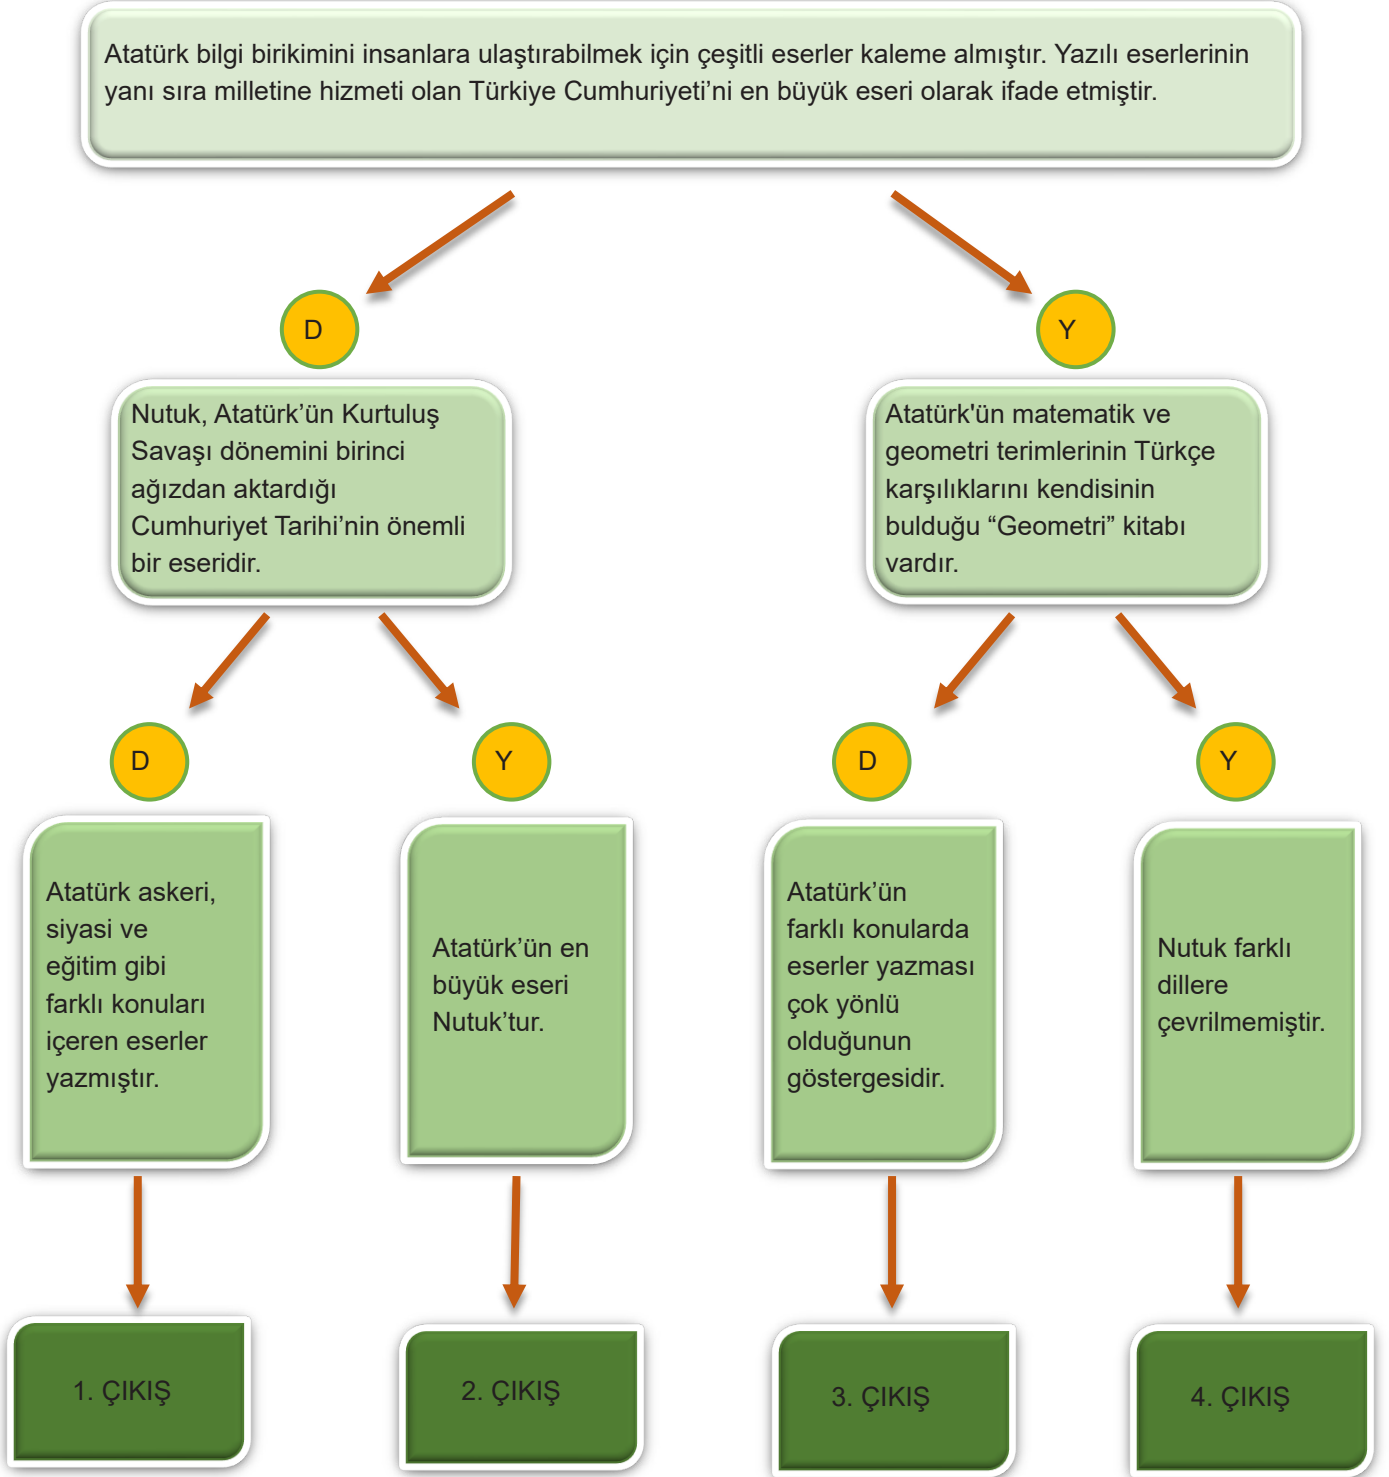 Atatürk bilgi birikimini insanlara ulaştırabilmek için çeşitli eserler kaleme almıştır. Yazılı eserlerinin
yanı sıra milletine hizmeti olan Türkiye Cumhuriyeti’ni en büyük eseri olarak ifade etmiştir.
D
Y
Nutuk, Atatürk’ün Kurtuluş
Savaşı dönemini birinci
ağızdan aktardığı
Cumhuriyet Tarihi’nin önemli
bir eseridir.
Atatürk'ün matematik ve
geometri terimlerinin Türkçe
karşılıklarını kendisinin
bulduğu “Geometri” kitabı
vardır.
D
Y
D
Y
Atatürk askeri,
siyasi ve
eğitim gibi
farklı konuları
içeren eserler
yazmıştır.
Atatürk’ün en
büyük eseri
Nutuk’tur.
Atatürk’ün
farklı konularda
eserler yazması
çok yönlü
olduğunun
göstergesidir.
Nutuk farklı
dillere
çevrilmemiştir.
1. ÇIKIŞ
2. ÇIKIŞ
3. ÇIKIŞ
4. ÇIKIŞ